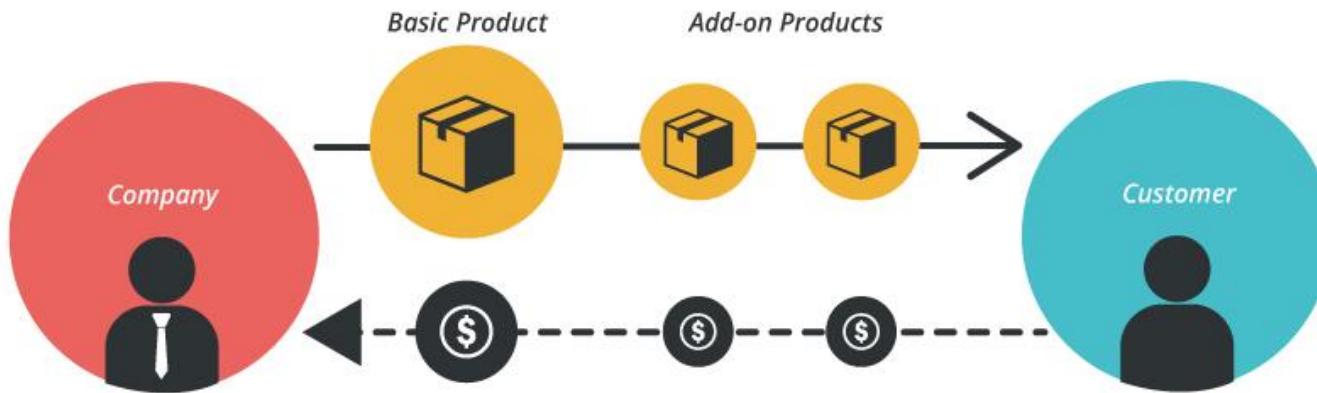 Basic Product
Add-on Products
Company
Customer
$
$
$